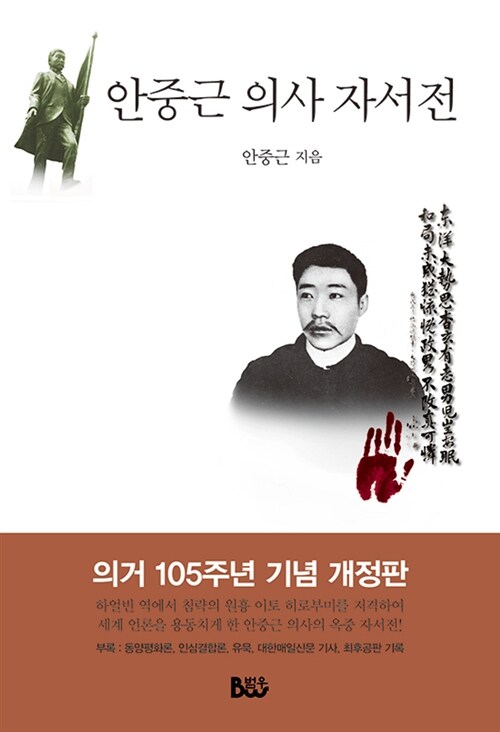 안중근 의사 자서전
안중근 지음
東洋大勢思杳玄有志男兒豈安眠
和局未成猶慷慨政略不改真可憐
의거 105주년 기념 개정판
하얼빈 역에서 침략의 원흉 이토 히로부미를 저격하여
세계 언론을 용동치게 한 안중근 의사의 옥중 자서전!
부록 : 동양평화론, 인심결합론, 유묵, 대한매일신문 기사, 최후공판 기록
범우
Bw